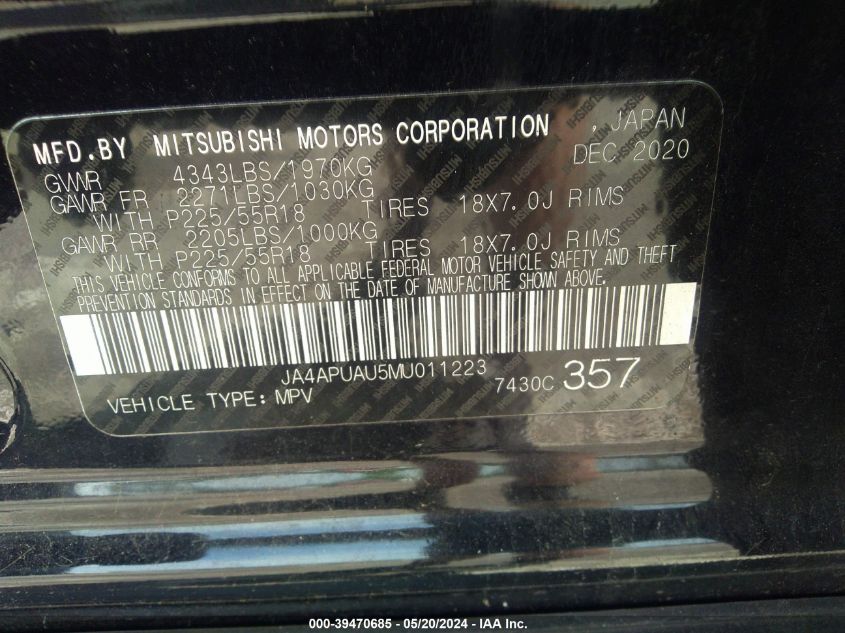 MFD.BY MITSUBISHI MOTORS CORPORATION , JAPAN
DEC 2020
GVWR 4343LBS/1970KG
GAWR FR 2271LBS/1030KG
WITH P225/55R18 TIRES 18X7.0J RIMS
GAWR RR 2205LBS/1000KG
WITH P225/55R18 TIRES 18X7.0J RIMS
THIS VEHICLE CONFORMS TO ALL APPLICABLE FEDERAL MOTOR VEHICLE SAFETY AND THEFT
PREVENTION STANDARDS IN EFFECT ON THE DATE OF MANUFACTURE SHOWN ABOVE.
JA4APUAU5MU011223
VEHICLE TYPE: MPV 7430C 357
000-39470685 - 05/20/2024 - IAA Inc.